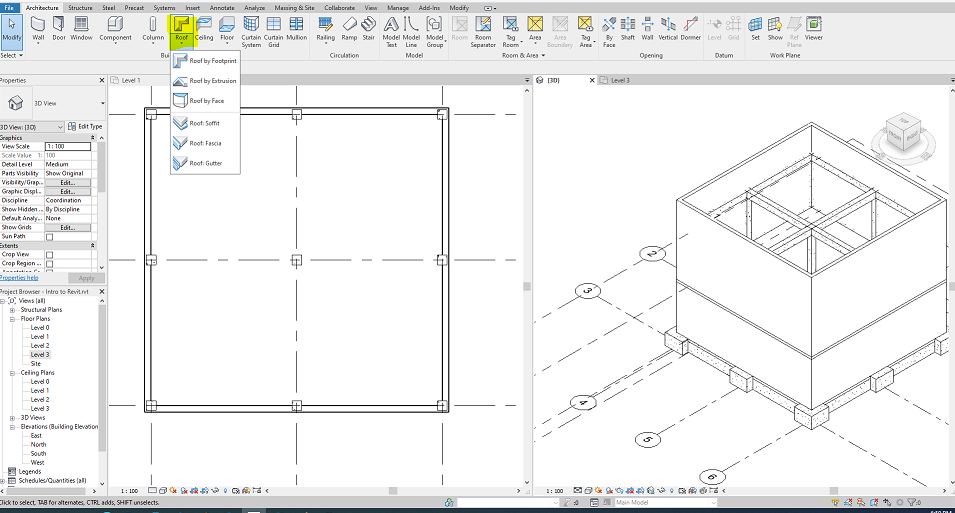 File Architecture Structure Steel Precast Systems Insert Annotate Analyze Massing & Site Collaborate View Manage Add-Ins Modify
Modify Wall Door Window Component Column Roof Ceiling Floor Curtain System Curtain Grid Mullion Railing Ramp Stair Model Text Model Line Model Group Room Room Separator Tag Room Area Area Boundary Tag Area By Face Shaft Wall Vertical Dormer Level Grid Set Show Ref Plane Viewer
Select Circulation Model Room & Area Opening Datum Work Plane
Roof by Footprint
Roof by Extrusion
Roof by Face
Roof: Soffit
Roof: Fascia
Roof: Gutter
Properties
3D View
3D View: {3D} Edit Type
Graphics
View Scale 1 : 100
Scale Value 1: 100
Detail Level Medium
Parts Visibility Show Original
Visibility/Grap... Edit...
Graphic Displ... Edit...
Discipline Coordination
Show Hidden ... By Discipline
Default Analy... None
Show Grids Edit...
Sun Path
Extents
Crop View
Crop Region ...
Properties help Apply
Project Browser - Intro to Revit.rvt
Views (all)
Structural Plans
Floor Plans
Level 0
Level 1
Level 2
Level 3
Site
Ceiling Plans
Level 0
Level 1
Level 2
Level 3
3D Views
Elevations (Building Elevation
East
North
South
West
Legends
Schedules/Quantities (all)
Level 1
{3D}
Level 3
2
3
4
5
6
1 : 100
1 : 100
Click to select, TAB for alternates, CTRL adds, SHIFT unselects.
:0
Main Model
:0